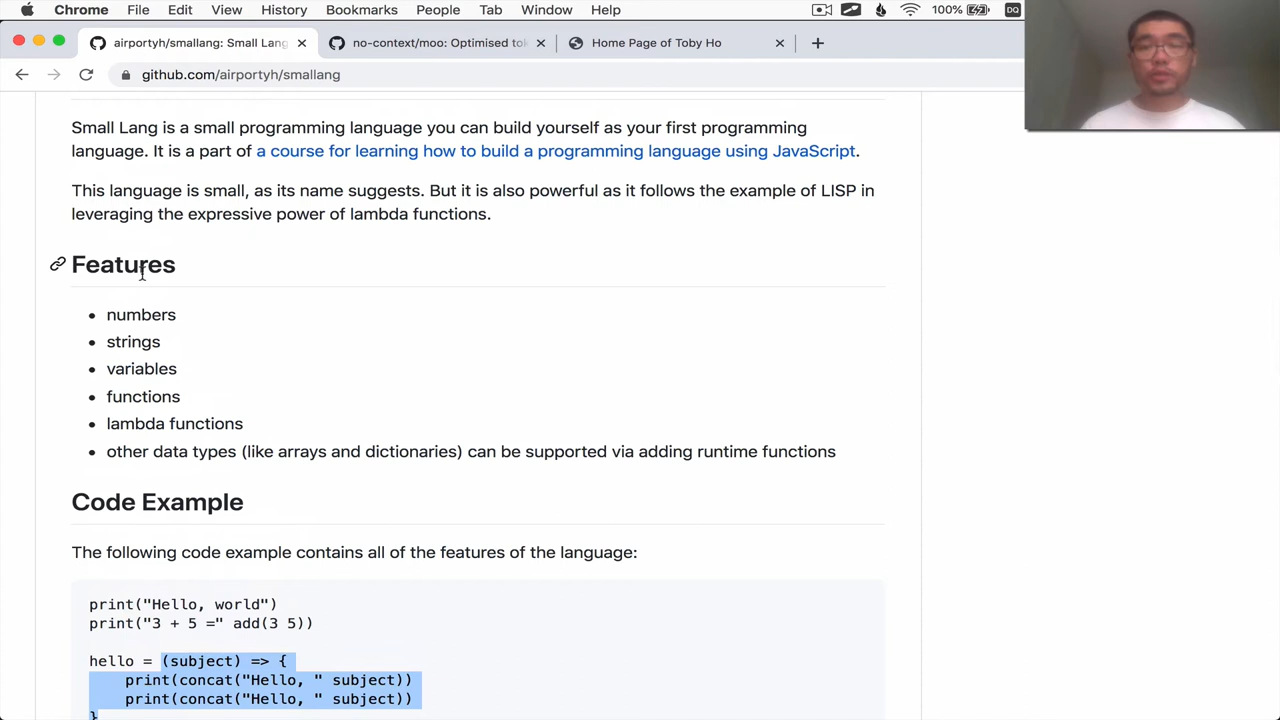 Chrome File Edit View History Bookmarks People Tab Window Help 100% DQ
airportyh/smallang: Small Lang no-context/moo: Optimised to Home Page of Toby Ho
github.com/airportyh/smallang
Small Lang is a small programming language you can build yourself as your first programming
language. It is a part of a course for learning how to build a programming language using JavaScript.
This language is small, as its name suggests. But it is also powerful as it follows the example of LISP in
leveraging the expressive power of lambda functions.
Features
• numbers
• strings
• variables
• functions
• lambda functions
• other data types (like arrays and dictionaries) can be supported via adding runtime functions
Code Example
The following code example contains all of the features of the language:
print("Hello, world")
print("3 + 5 =" add(3 5))
hello = (subject) => {
print(concat("Hello, " subject))
print(concat("Hello, " subject))
}